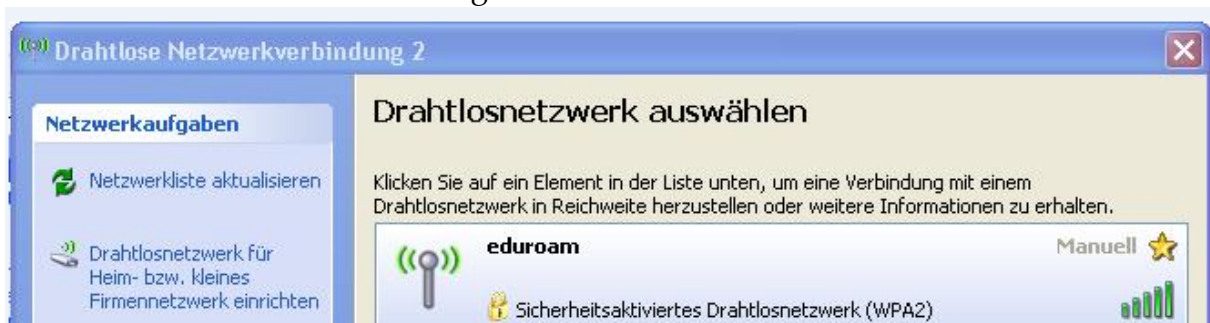 Drahtlose Netzwerkverbindung 2
Netzwerkaufgaben
Netzwerkliste aktualisieren
Drahtlosnetzwerk für
Heim- bzw. kleines
Firmennetzwerk einrichten
Drahtlosnetzwerk auswählen
Klicken Sie auf ein Element in der Liste unten, um eine Verbindung mit einem
Drahtlosnetzwerk in Reichweite herzustellen oder weitere Informationen zu erhalten.
eduroam Manuell
Sicherheitsaktiviertes Drahtlosnetzwerk (WPA2)